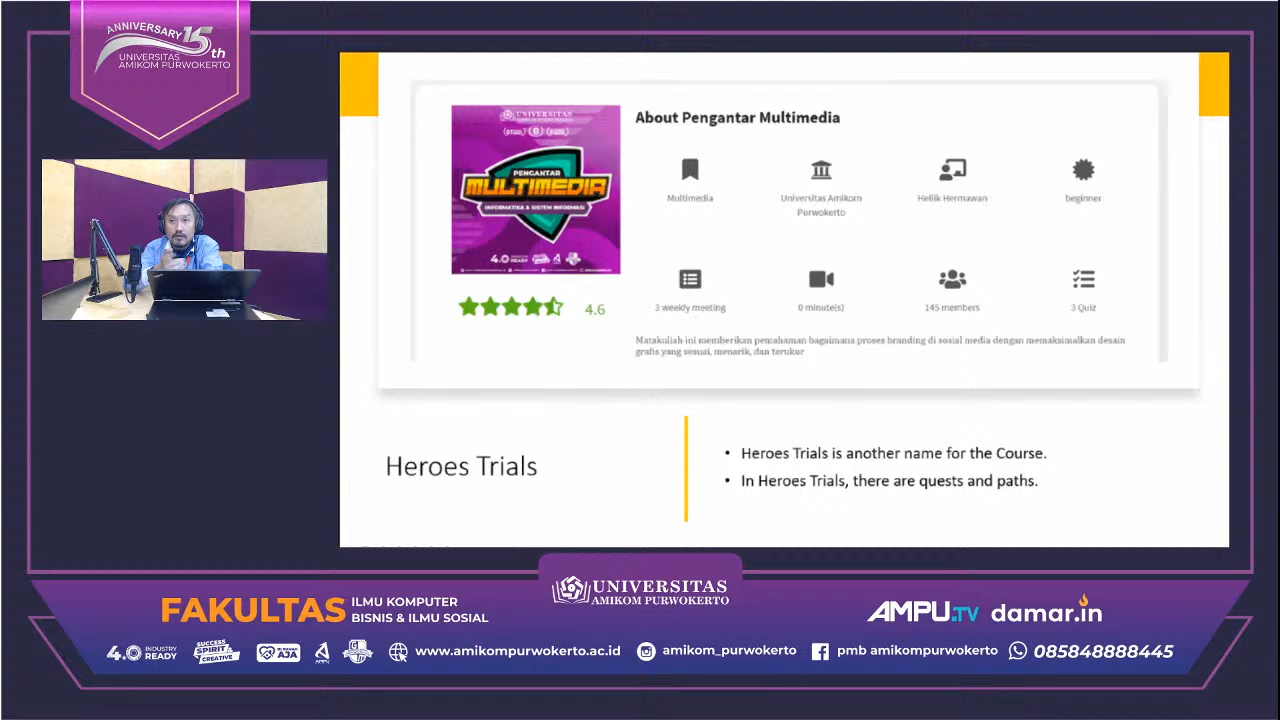 ANNIVERSARY 15th
UNIVERSITAS
AMIKOM PURWOKERTO
UNIVERSITAS
PENGANTAR
MULTIMEDIA
INFORMATIKA & SISTEM INFORMASI
4.0
4.6
About Pengantar Multimedia
Multimedia
Universitas Amikom
Purwokerto
Hellik Hermawan
beginner
3 weekly meeting
0 minute(s)
145 members
3 Quiz
Matakuliah ini memberikan pemahaman bagaimana proses branding di sosial media dengan memaksimalkan desain
grafis yang sesuai, menarik, dan terukur
Heroes Trials
• Heroes Trials is another name for the Course.
• In Heroes Trials, there are quests and paths.
UNIVERSITAS
AMIKOM PURWOKERTO
FAKULTAS
ILMU KOMPUTER
BISNIS & ILMU SOSIAL
AMPU.TV damar.in
4.0 INDUSTRY
READY
SUCCESS
SPIRIT
CREATIVE
AJA
www.amikompurwokerto.ac.id
amikom_purwokerto
pmb amikompurwokerto
085848888445